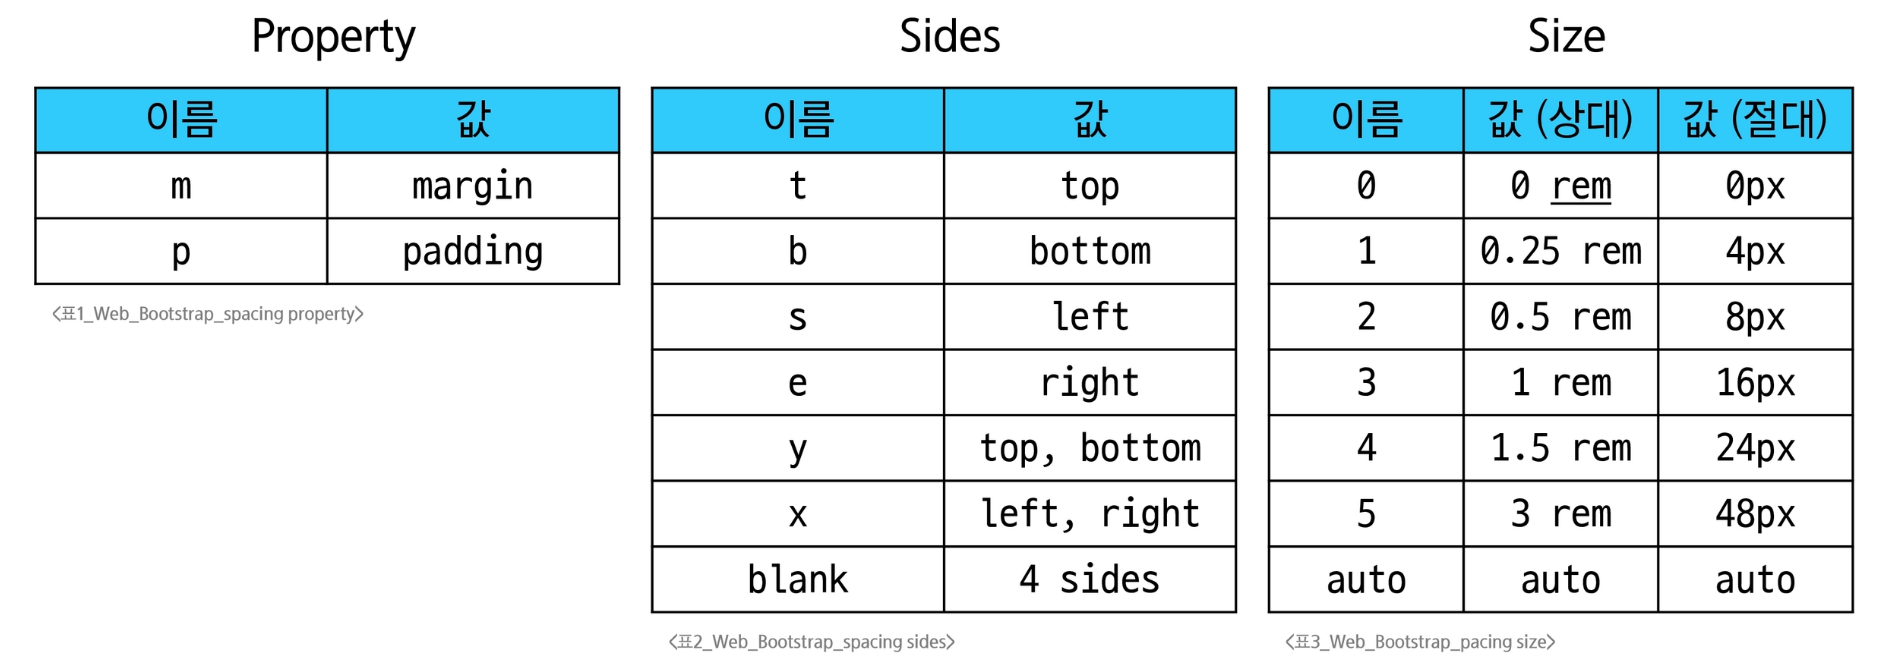 Property
이름 값
m margin
p padding
<표1_Web_Bootstrap_spacing property>
Sides
이름 값
t top
b bottom
s left
e right
y top, bottom
x left, right
blank 4 sides
<표2_Web_Bootstrap_spacing sides>
Size
이름 값 (상대) 값 (절대)
0 0 rem 0px
1 0.25 rem 4px
2 0.5 rem 8px
3 1 rem 16px
4 1.5 rem 24px
5 3 rem 48px
auto auto auto
<표3_Web_Bootstrap_pacing size>